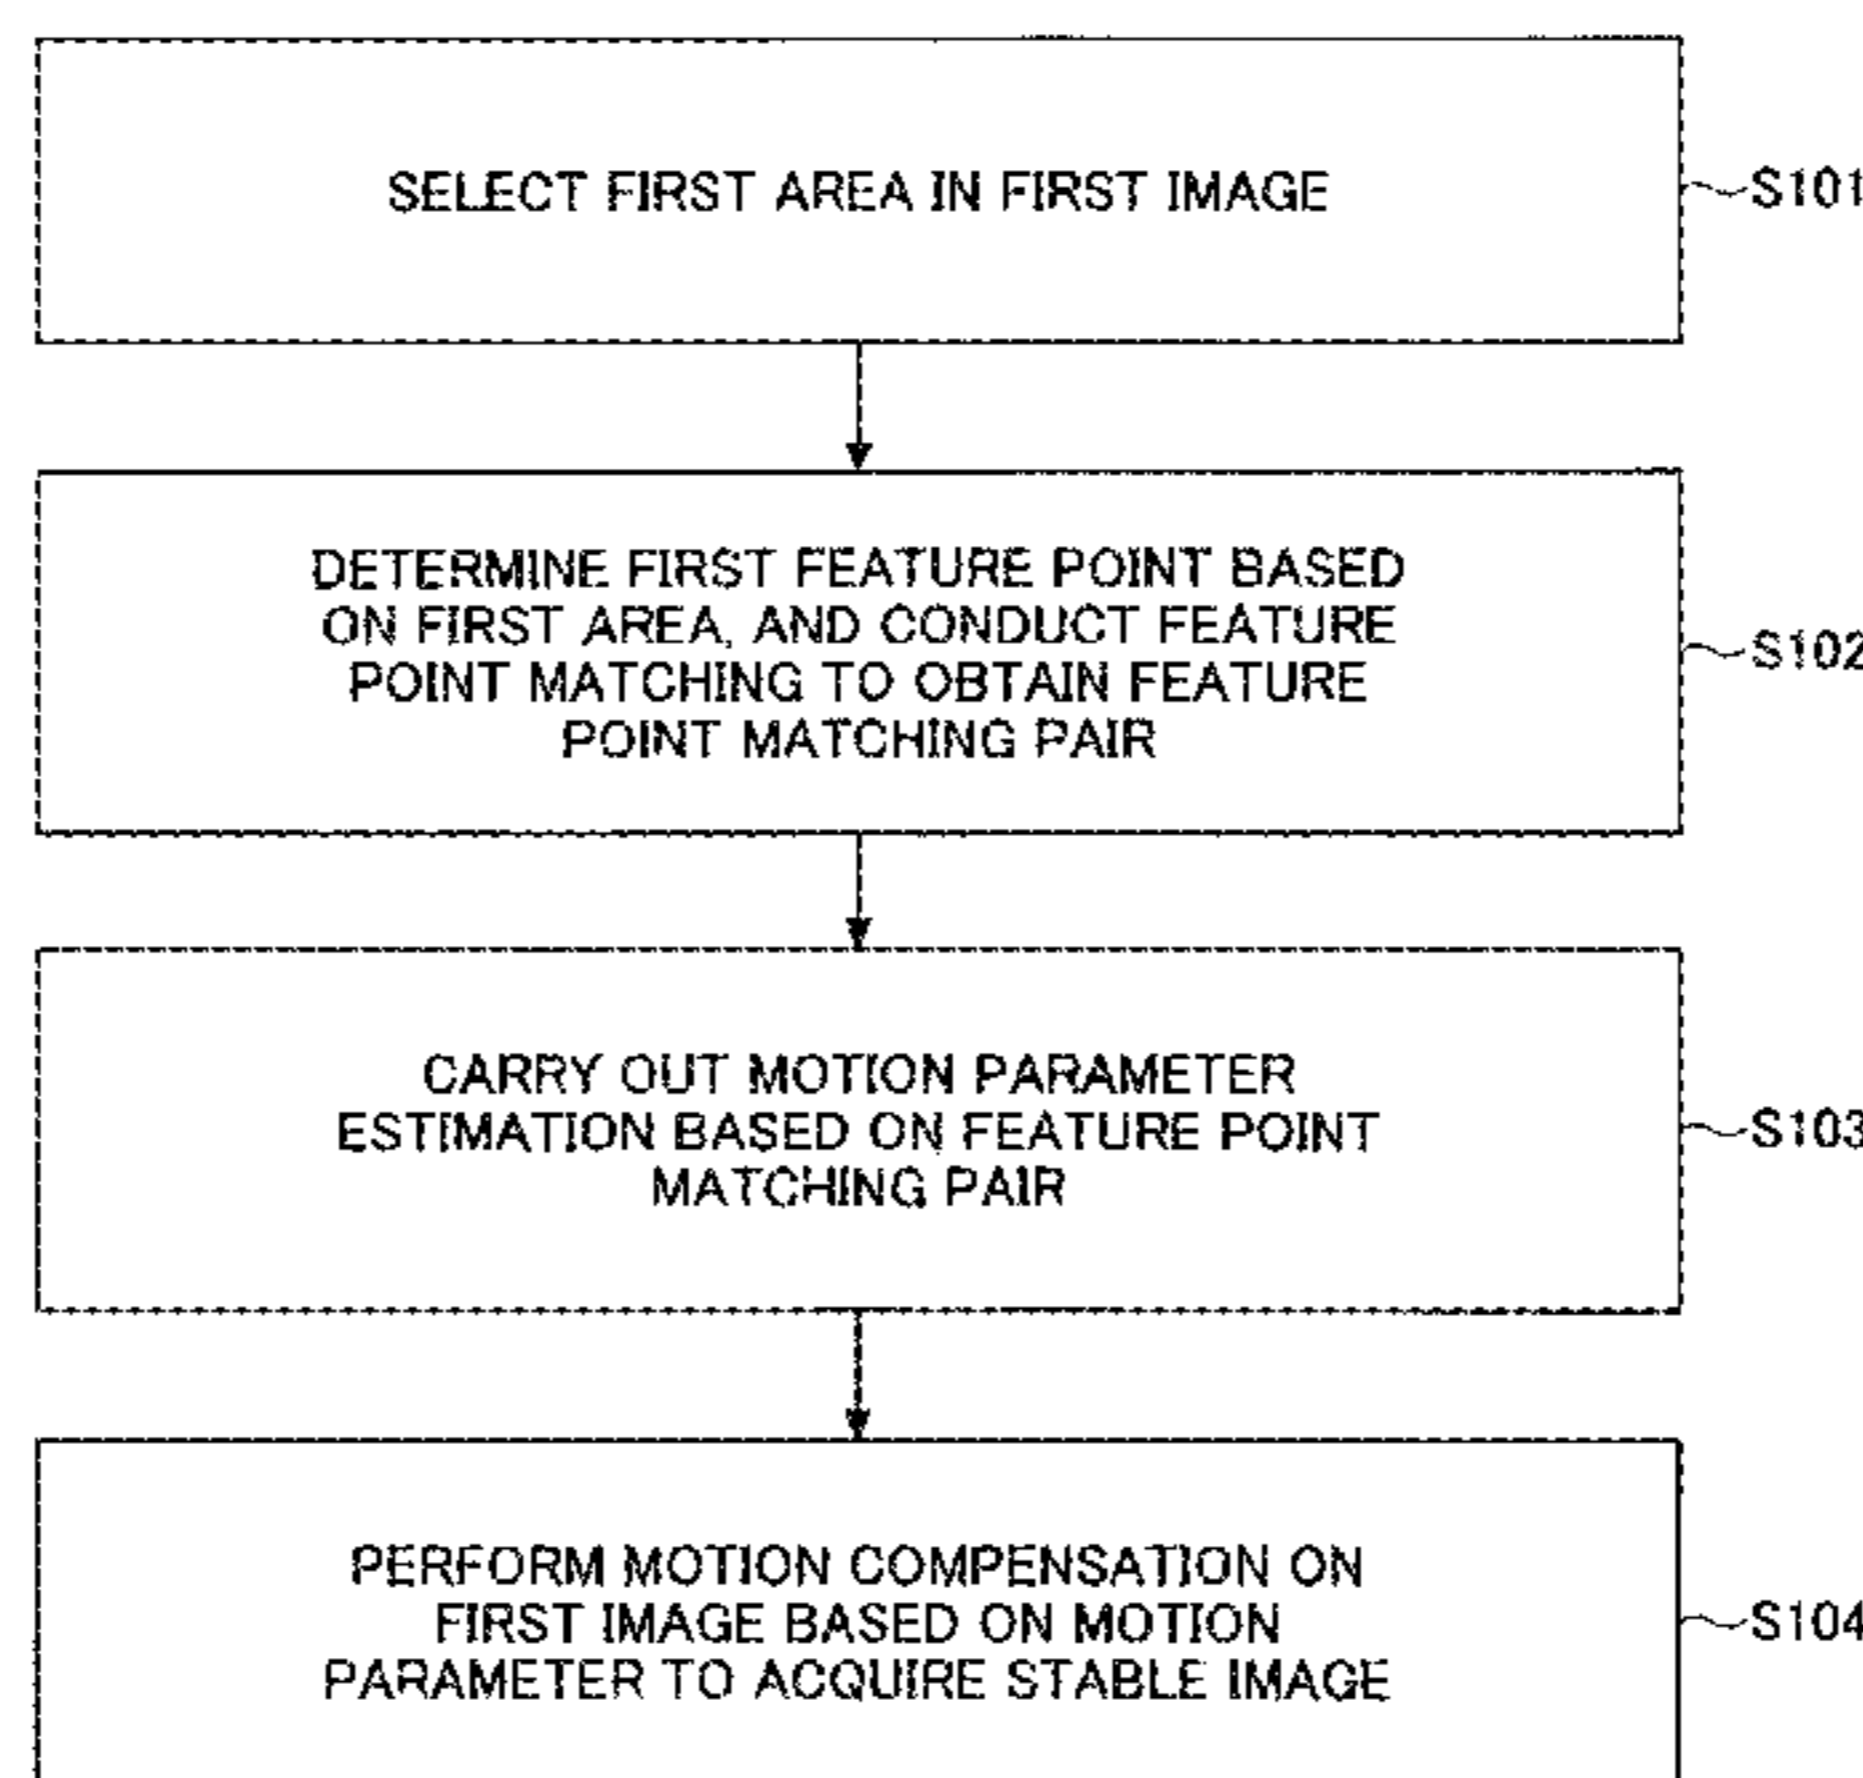 SELECT FIRST AREA IN FIRST IMAGE
S101
DETERMINE FIRST FEATURE POINT BASED
ON FIRST AREA, AND CONDUCT FEATURE
POINT MATCHING TO OBTAIN FEATURE
POINT MATCHING PAIR
S102
CARRY OUT MOTION PARAMETER
ESTIMATION BASED ON FEATURE POINT
MATCHING PAIR
S103
PERFORM MOTION COMPENSATION ON
FIRST IMAGE BASED ON MOTION
PARAMETER TO ACQUIRE STABLE IMAGE
S104